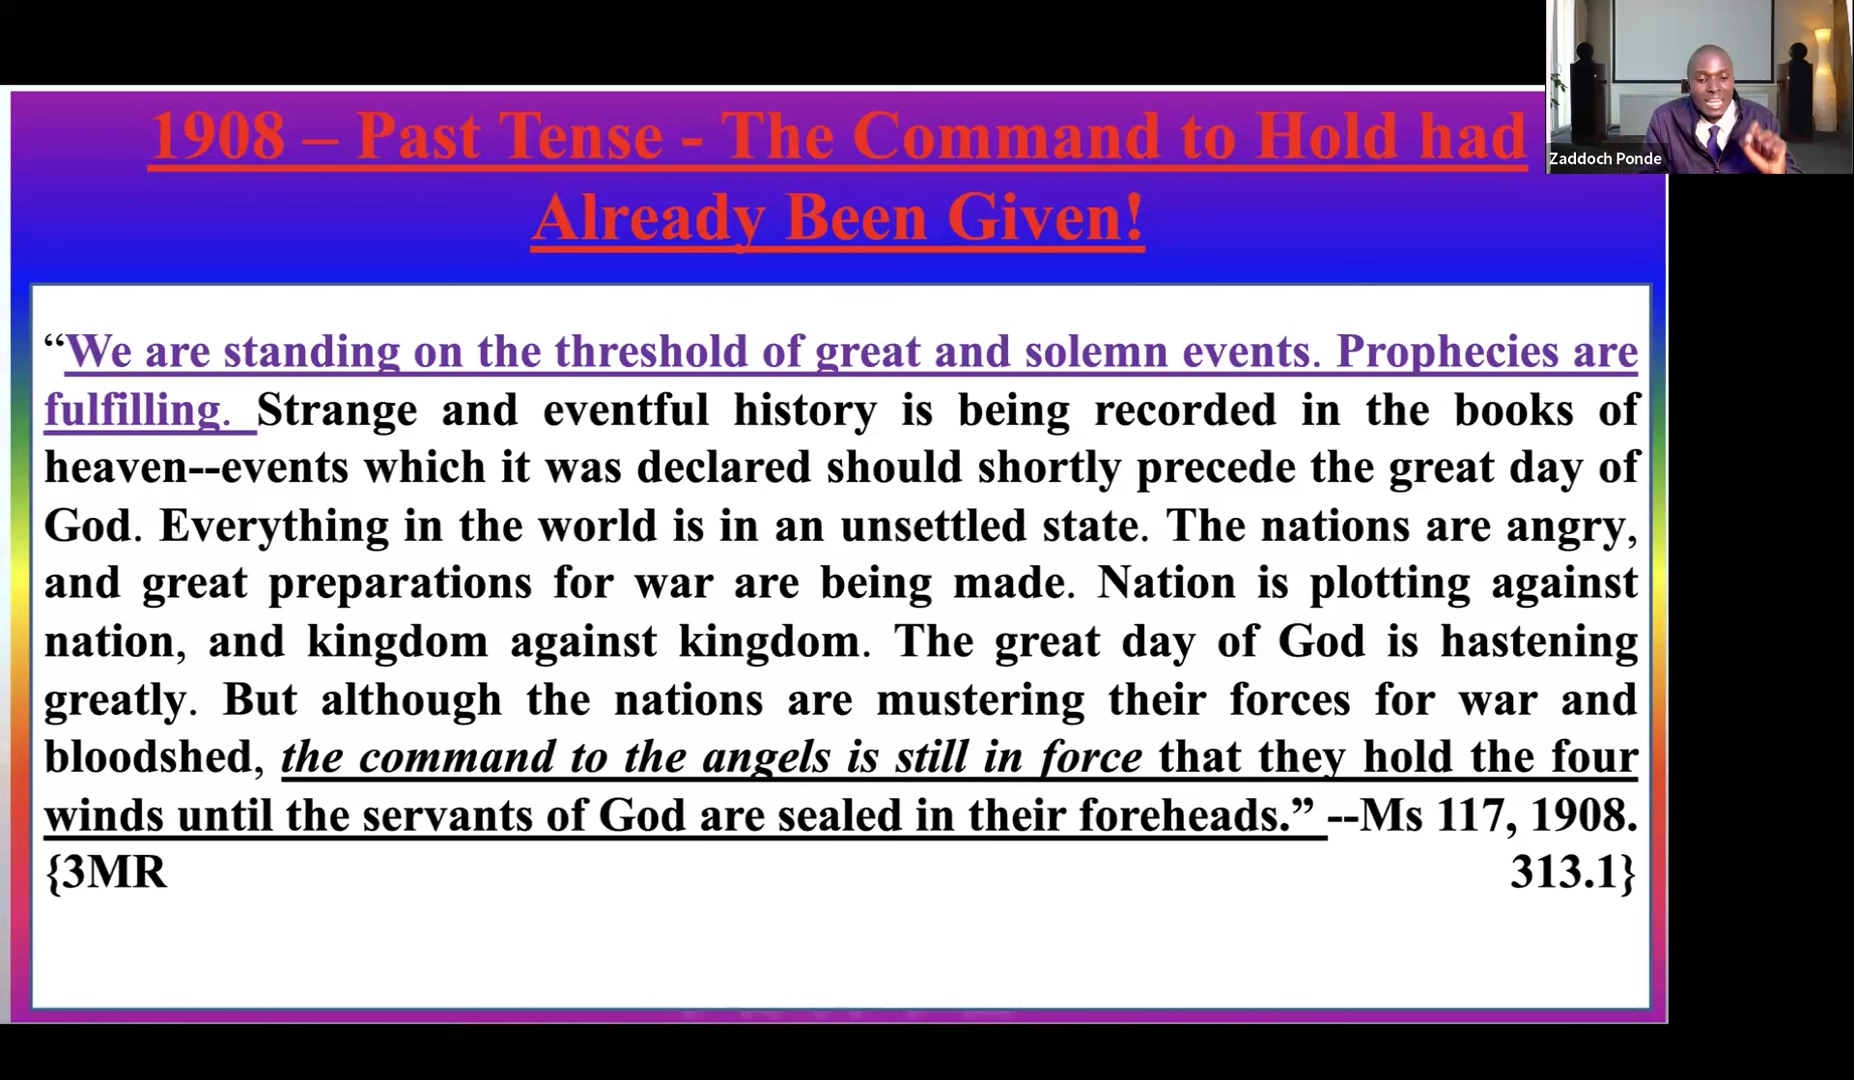 1908 – Past Tense - The Command to Hold had
Already Been Given!
Zaddoch Ponde
“We are standing on the threshold of great and solemn events. Prophecies are
fulfilling. Strange and eventful history is being recorded in the books of
heaven--events which it was declared should shortly precede the great day of
God. Everything in the world is in an unsettled state. The nations are angry,
and great preparations for war are being made. Nation is plotting against
nation, and kingdom against kingdom. The great day of God is hastening
greatly. But although the nations are mustering their forces for war and
bloodshed, the command to the angels is still in force that they hold the four
winds until the servants of God are sealed in their foreheads.” --Ms 117, 1908.
{3MR 313.1}